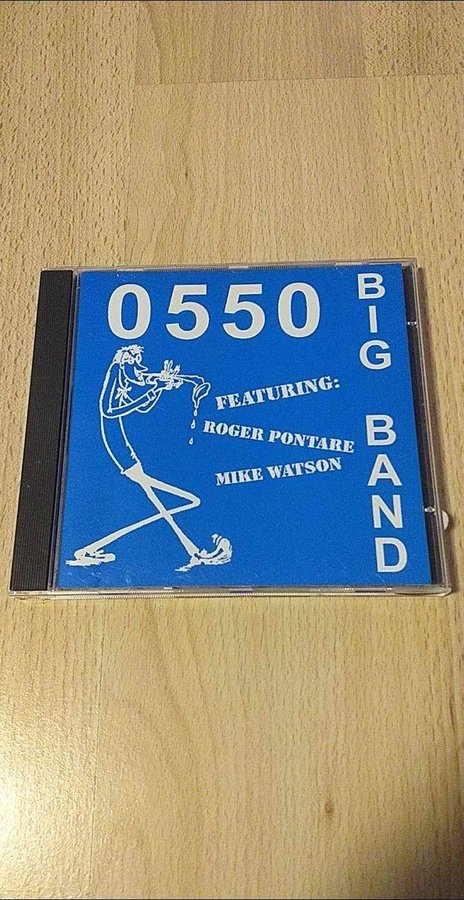 0550
BIG BAND
FEATURING:
ROGER PONTARE
MIKE WATSON